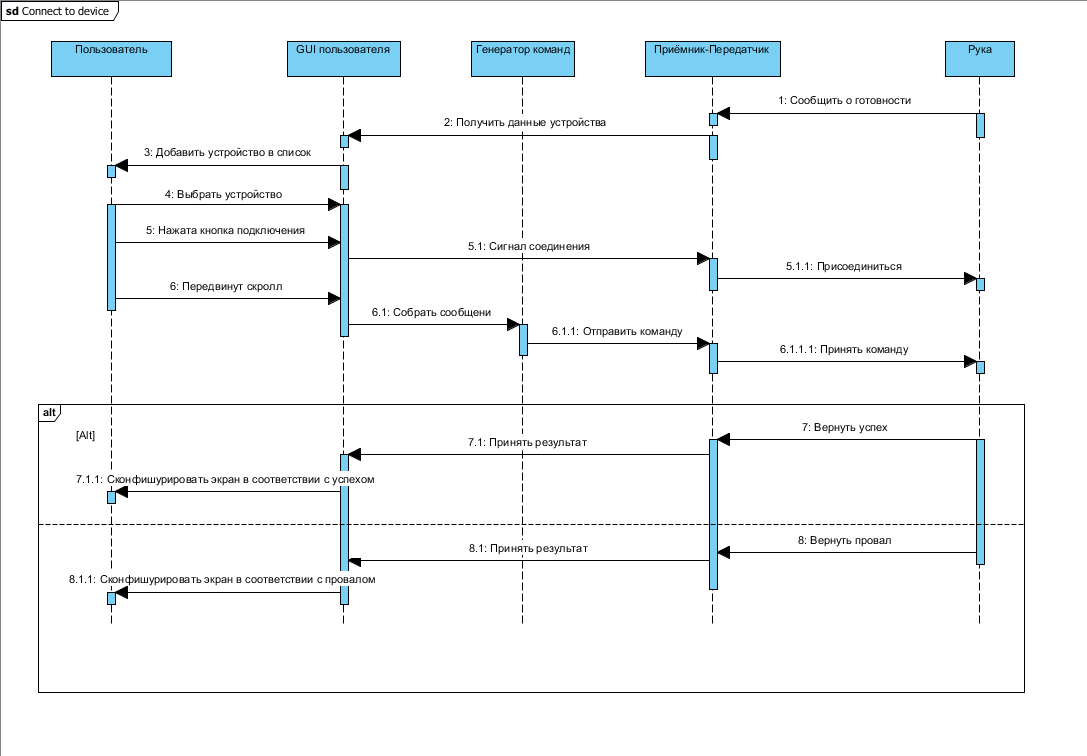 sd Connect to device
Пользователь
GUI пользователя
Генератор команд
Приёмник-Передатчик
Рука
1: Сообщить о готовности
2: Получить данные устройства
3: Добавить устройство в список
4: Выбрать устройство
5: Нажата кнопка подключения
5.1: Сигнал соединения
5.1.1: Присоединиться
6: Передвинут скролл
6.1: Собрать сообщени
6.1.1: Отправить команду
6.1.1.1: Принять команду
alt
[Alt]
7: Вернуть успех
7.1: Принять результат
7.1.1: Сконфишурировать экран в соответствии с успехом
8: Вернуть провал
8.1: Принять результат
8.1.1: Сконфишурировать экран в соответствии с провалом